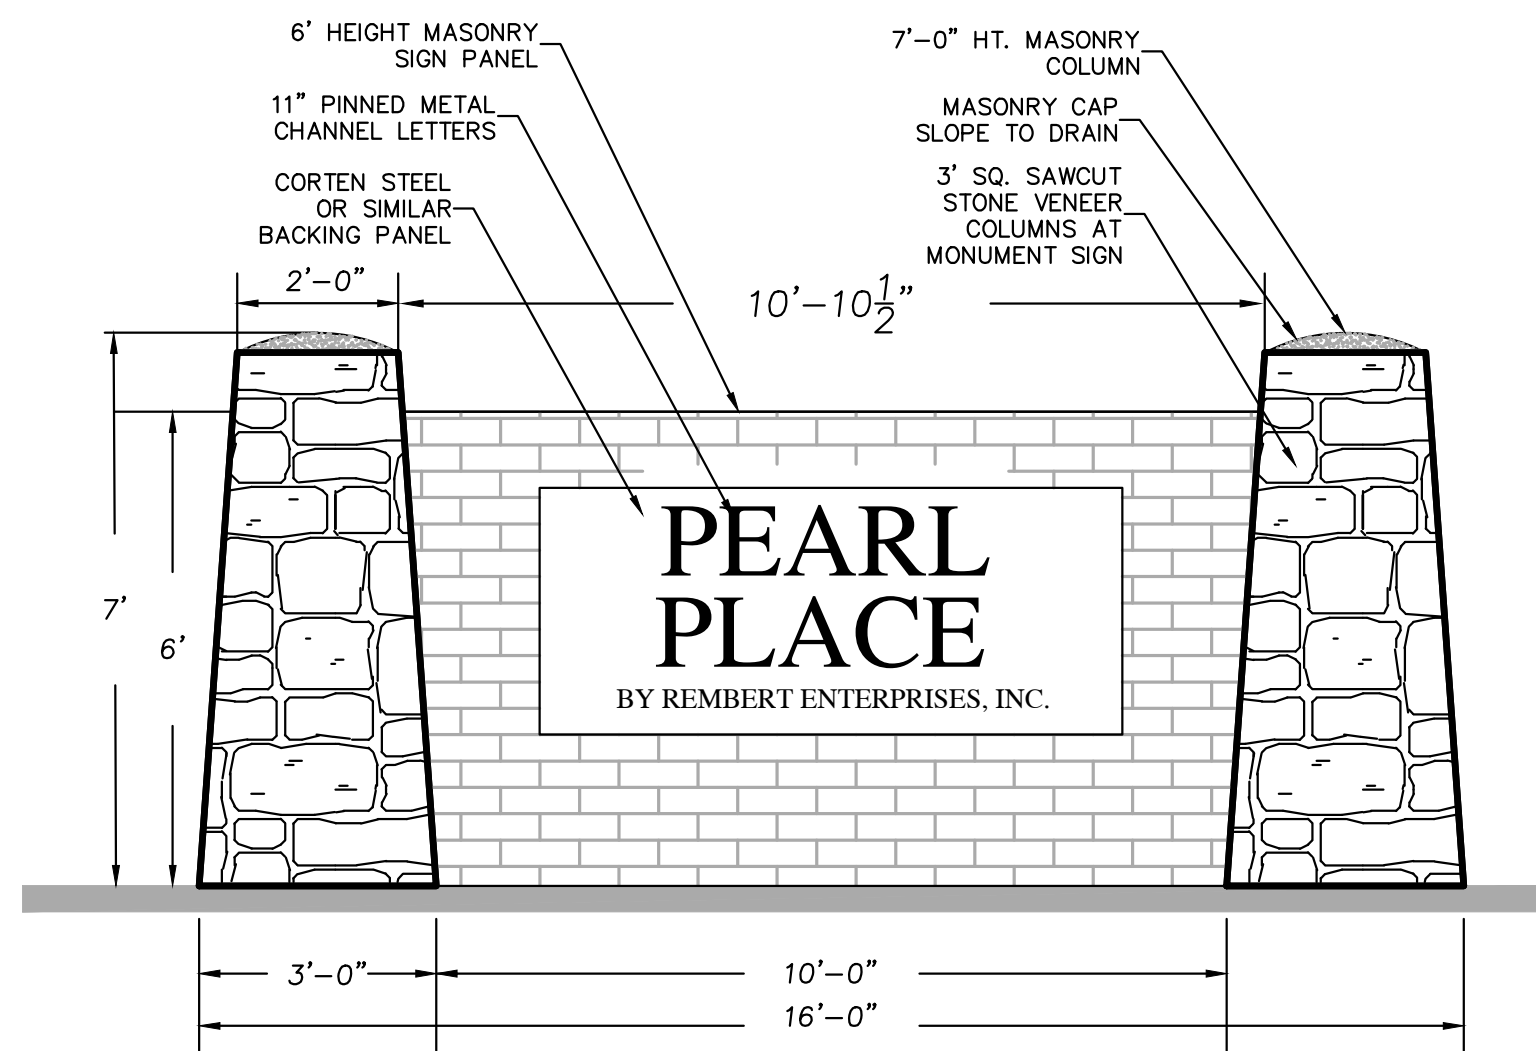 6’ HEIGHT MASONRY
SIGN PANEL
11” PINNED METAL
CHANNEL LETTERS
CORTEN STEEL
OR SIMILAR
BACKING PANEL
7’-0” HT. MASONRY
COLUMN
MASONRY CAP
SLOPE TO DRAIN
3’ SQ. SAWCUT
STONE VENEER
COLUMNS AT
MONUMENT SIGN
2’-0”
10’-10 1/2”
7’
6’
PEARL
PLACE
BY REMBERT ENTERPRISES, INC.
3’-0”
10’-0”
16’-0”